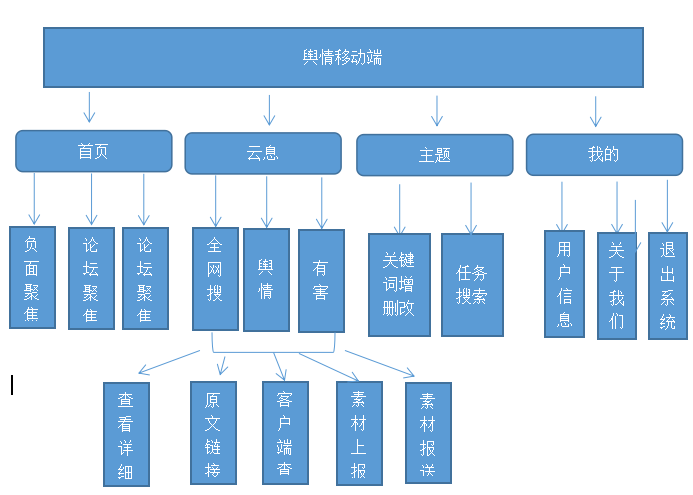 舆情移动端
首页
云息
主题
我的
负
面
聚
焦
论
坛
聚
隹
论
坛
聚
隹
全
网
搜
舆
情
有
害
关键
词增
删改
任务
搜索
用
户
信
息
关
于
我
们
退
出
系
统
查
看
详
细
原
文
链
接
客
户
端
查
素
材
上
报
素
材
报
送